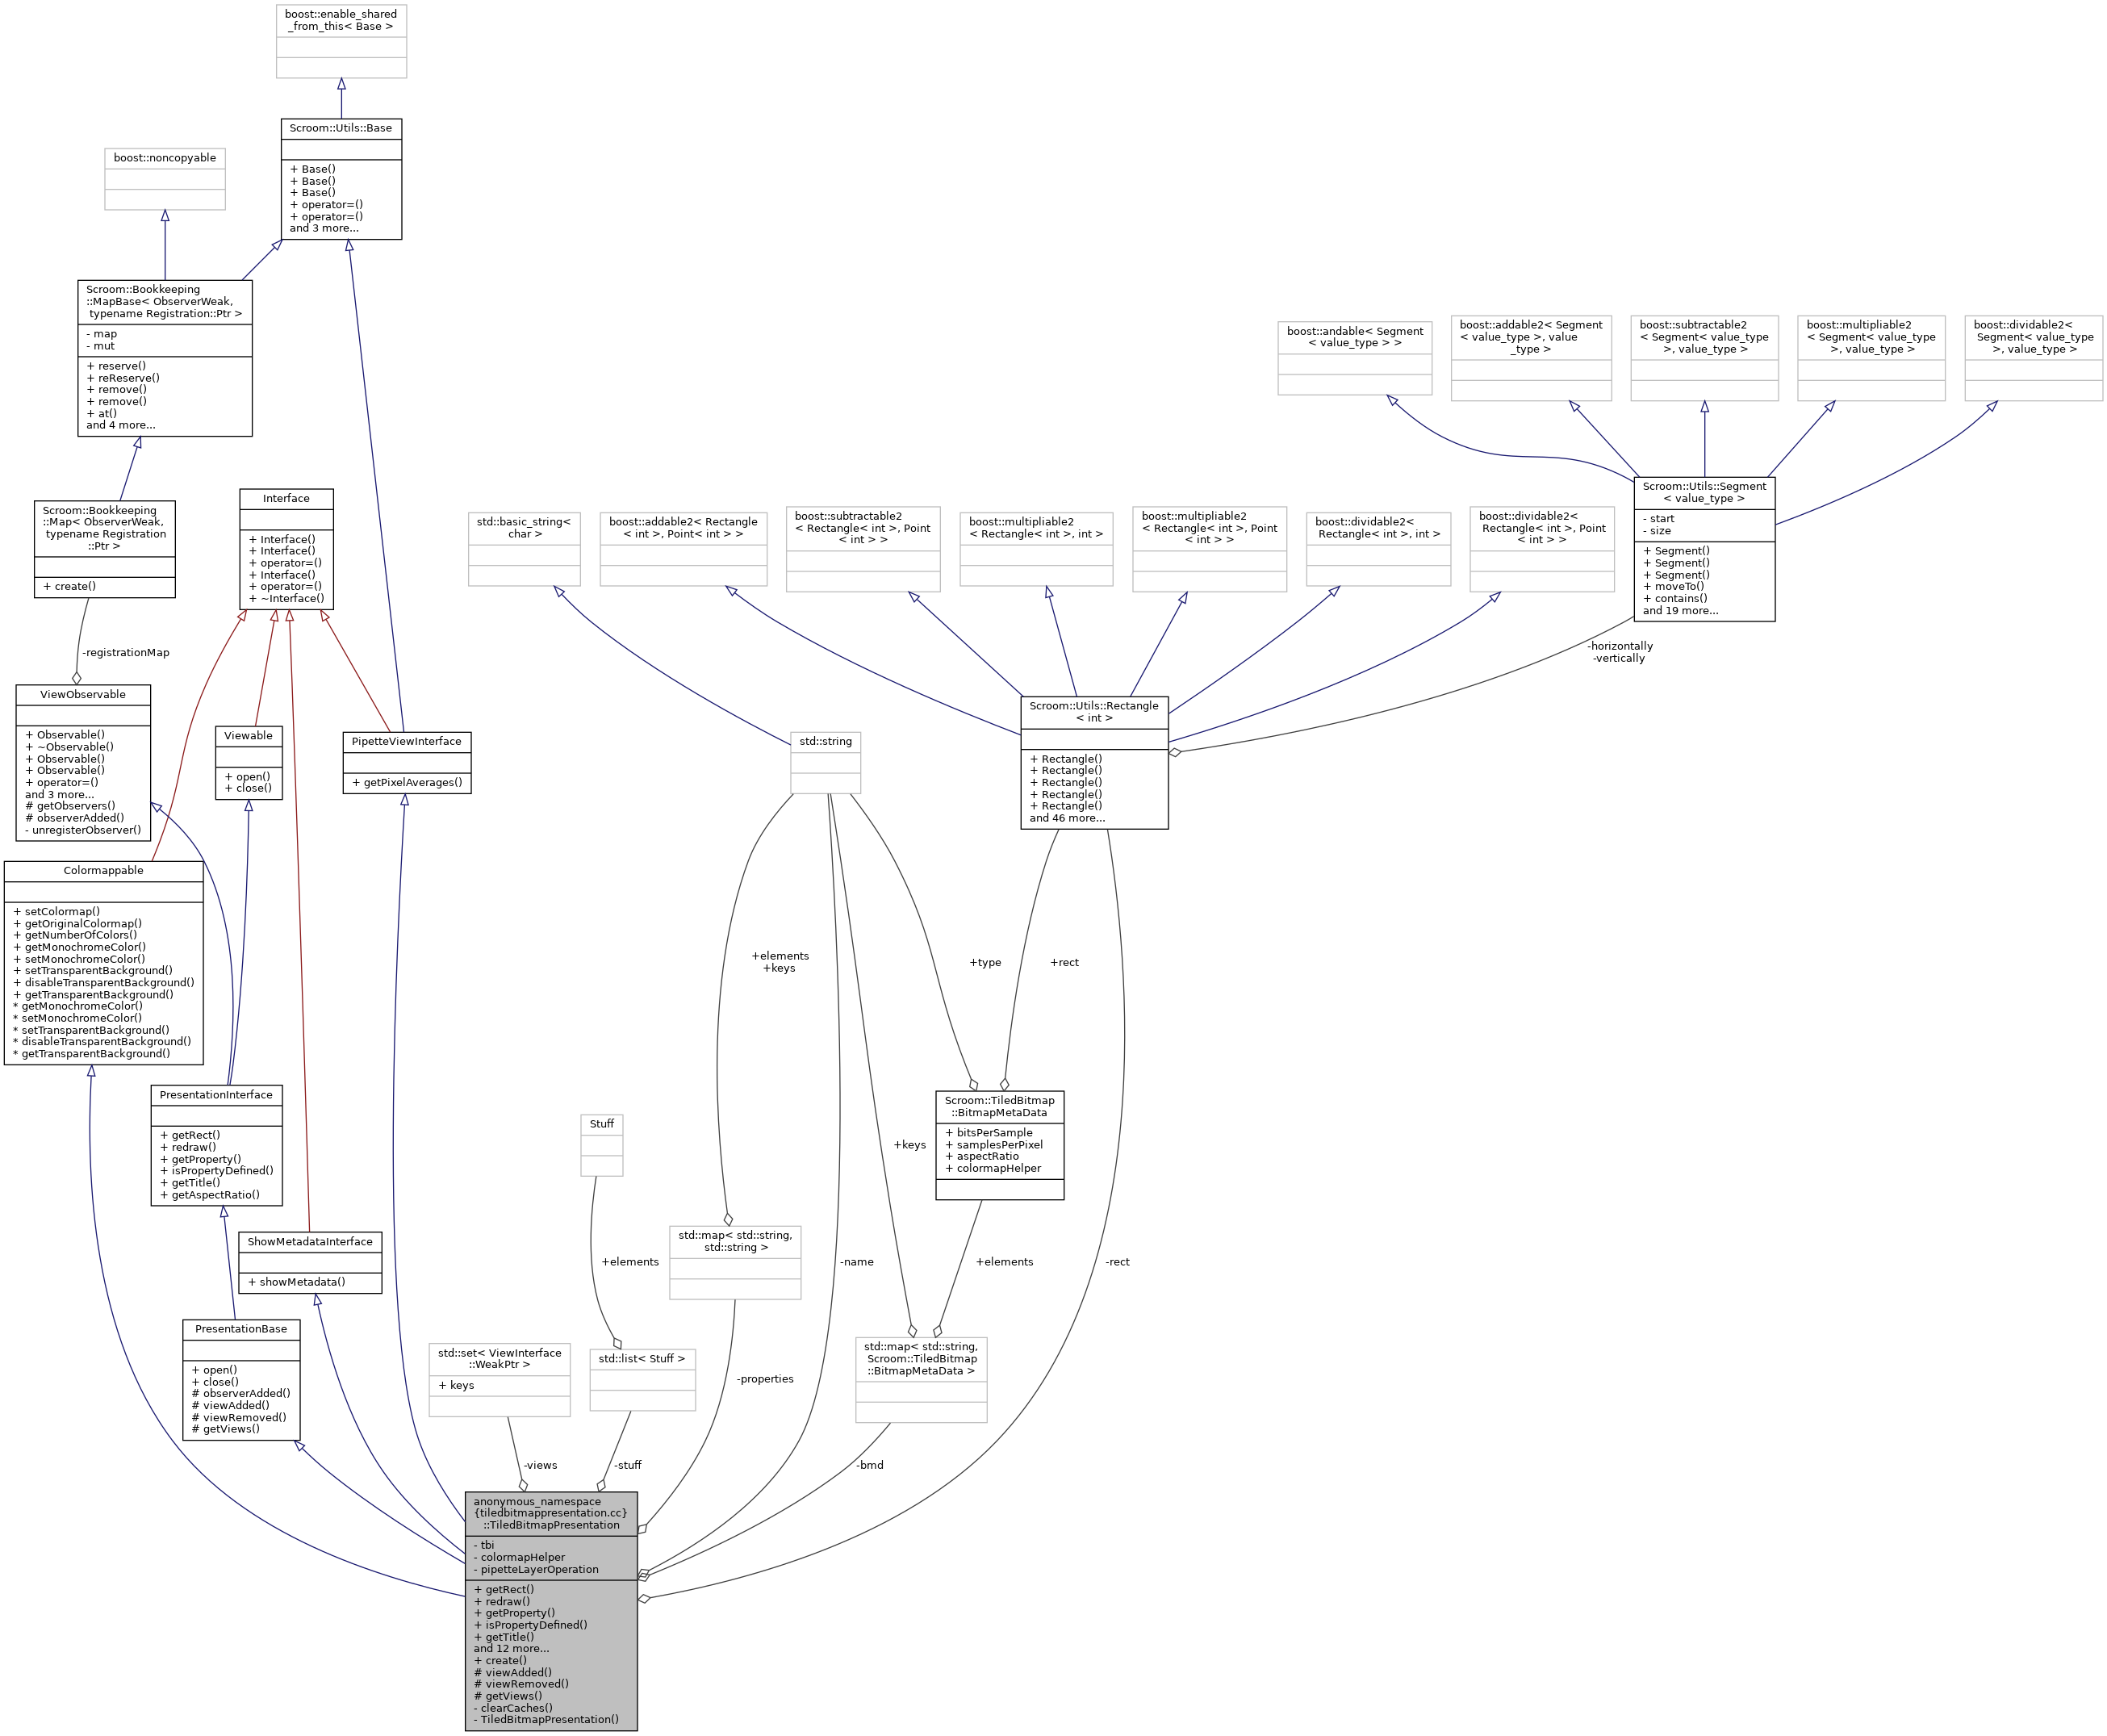 boost::enable_shared
_from_this< Base >
Scroom::Utils::Base
+ Base()
+ Base()
+ Base()
+ operator=()
+ operator=()
and 3 more...
boost::noncopyable
Scroom::Bookkeeping
::MapBase< ObserverWeak,
typename Registration::Ptr >
- map
- mut
+ reserve()
+ reReserve()
+ remove()
+ remove()
+ at()
and 4 more...
boost::andable< Segment
< value_type > >
boost::addable2< Segment
< value_type >, value
_type >
boost::subtractable2
< Segment< value_type
>, value_type >
boost::multipliable2
< Segment< value_type
>, value_type >
boost::dividable2<
Segment< value_type
>, value_type >
Scroom::Utils::Segment
< value_type >
- start
- size
+ Segment()
+ Segment()
+ Segment()
+ moveTo()
+ contains()
and 19 more...
Scroom::Bookkeeping
::Map< ObserverWeak,
typename Registration
::Ptr >
+ create()
Interface
+ Interface()
+ Interface()
+ operator=()
+ Interface()
+ operator=()
+ ~Interface()
std::basic_string<
char >
boost::addable2< Rectangle
< int >, Point< int > >
boost::subtractable2
< Rectangle< int >, Point
< int > >
boost::multipliable2
< Rectangle< int >, int >
boost::multipliable2
< Rectangle< int >, Point
< int > >
boost::dividable2<
Rectangle< int >, int >
boost::dividable2<
Rectangle< int >, Point
< int > >
-registrationMap
-horizontally
-vertically
ViewObservable
+ Observable()
+ ~Observable()
+ Observable()
+ Observable()
+ operator=()
and 3 more...
# getObservers()
# observerAdded()
- unregisterObserver()
Viewable
+ open()
+ close()
PipetteViewInterface
+ getPixelAverages()
std::string
Scroom::Utils::Rectangle
< int >
+ Rectangle()
+ Rectangle()
+ Rectangle()
+ Rectangle()
+ Rectangle()
and 46 more...
Colormappable
+ setColormap()
+ getOriginalColormap()
+ getNumberOfColors()
+ getMonochromeColor()
+ setMonochromeColor()
+ setTransparentBackground()
+ disableTransparentBackground()
+ getTransparentBackground()
* getMonochromeColor()
* setMonochromeColor()
* setTransparentBackground()
* disableTransparentBackground()
* getTransparentBackground()
+elements
+keys
+type
+rect
PresentationInterface
+ getRect()
+ redraw()
+ getProperty()
+ isPropertyDefined()
+ getTitle()
+ getAspectRatio()
Stuff
+keys
Scroom::TiledBitmap
::BitmapMetaData
+ bitsPerSample
+ samplesPerPixel
+ aspectRatio
+ colormapHelper
ShowMetadataInterface
+ showMetadata()
+elements
std::map< std::string,
std::string >
-name
+elements
-rect
PresentationBase
+ open()
+ close()
# observerAdded()
# viewAdded()
# viewRemoved()
# getViews()
std::set< ViewInterface
::WeakPtr >
+ keys
std::list< Stuff >
-properties
std::map< std::string,
Scroom::TiledBitmap
::BitmapMetaData >
-views
-stuff
-bmd
anonymous_namespace
{tiledbitmappresentation.cc}
::TiledBitmapPresentation
- tbi
- colormapHelper
- pipetteLayerOperation
+ getRect()
+ redraw()
+ getProperty()
+ isPropertyDefined()
+ getTitle()
and 12 more...
+ create()
# viewAdded()
# viewRemoved()
# getViews()
- clearCaches()
- TiledBitmapPresentation()